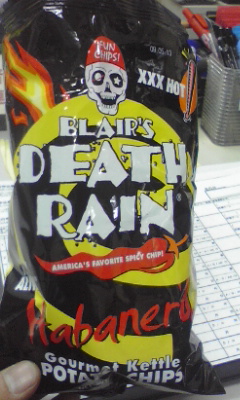 FUN
CHIPS!
XXX HOT
BLAIR'S
DEATH
RAIN
AMERICA'S FAVORITE SPICY CHIP!
Habanero
Gourmet Kettle
POTATO CHIPS